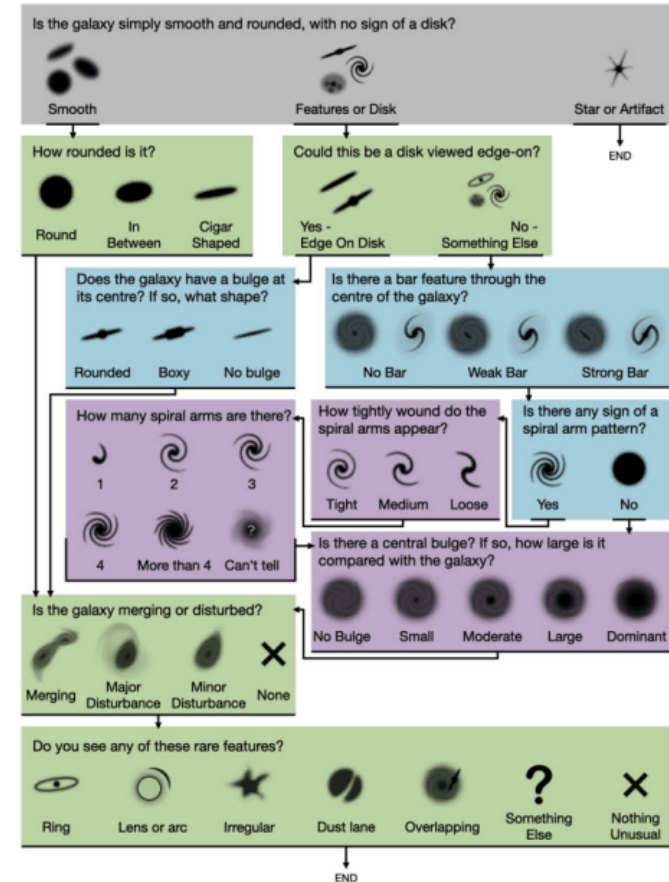 Is the galaxy simply smooth and rounded, with no sign of a disk?
Smooth
Features or Disk
Star or Artifact
END
How rounded is it?
Round
In
Between
Cigar
Shaped
Could this be a disk viewed edge-on?
Yes -
Edge On Disk
No -
Something Else
Does the galaxy have a bulge at
its centre? If so, what shape?
Rounded
Boxy
No bulge
Is there a bar feature through the
centre of the galaxy?
No Bar
Weak Bar
Strong Bar
How many spiral arms are there?
1
2
3
4
More than 4
?
Can't tell
How tightly wound do the
spiral arms appear?
Tight
Medium
Loose
Is there any sign of a
spiral arm pattern?
Yes
No
Is there a central bulge? If so, how large is it
compared with the galaxy?
No Bulge
Small
Moderate
Large
Dominant
Is the galaxy merging or disturbed?
Merging
Major
Disturbance
Minor
Disturbance
None
Do you see any of these rare features?
Ring
Lens or arc
Irregular
Dust lane
Overlapping
?
Something
Else
Nothing
Unusual
END